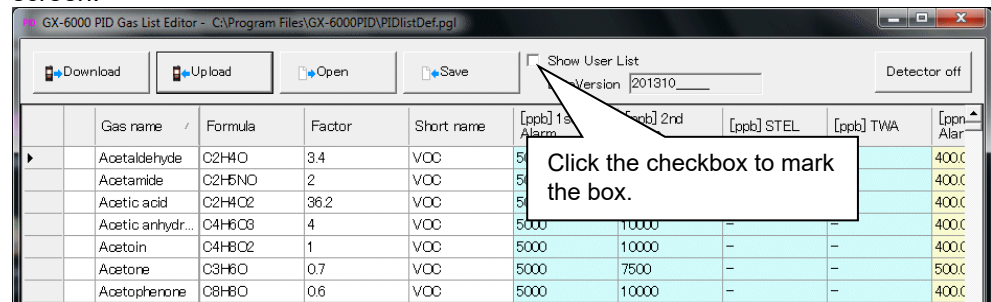 screen.
GX-6000 PID Gas List Editor - C:\Program Files\GX-6000PID\PIDlistDef.pgl
Download Upload Open Save Show User List Detector off
Version 201310____
Gas name Formula Factor Short name [ppb] 1s [ppb] 2nd [ppb] STEL [ppb] TWA
Alarm Alar
Click the checkbox to mark
the box.
Acetaldehyde C2H4O 3.4 VOC 400.0
Acetamide C2H5NO 2 VOC 400.0
Acetic acid C2H4O2 36.2 VOC 400.0
Acetic anhydr... C4H6O3 4 VOC 5000 10000 - - 400.0
Acetoin C4H8O2 1 VOC 5000 10000 - - 400.0
Acetone C3H6O 0.7 VOC 5000 7500 - - 500.0
Acetophenone C8H8O 0.6 VOC 5000 10000 - - 400.0